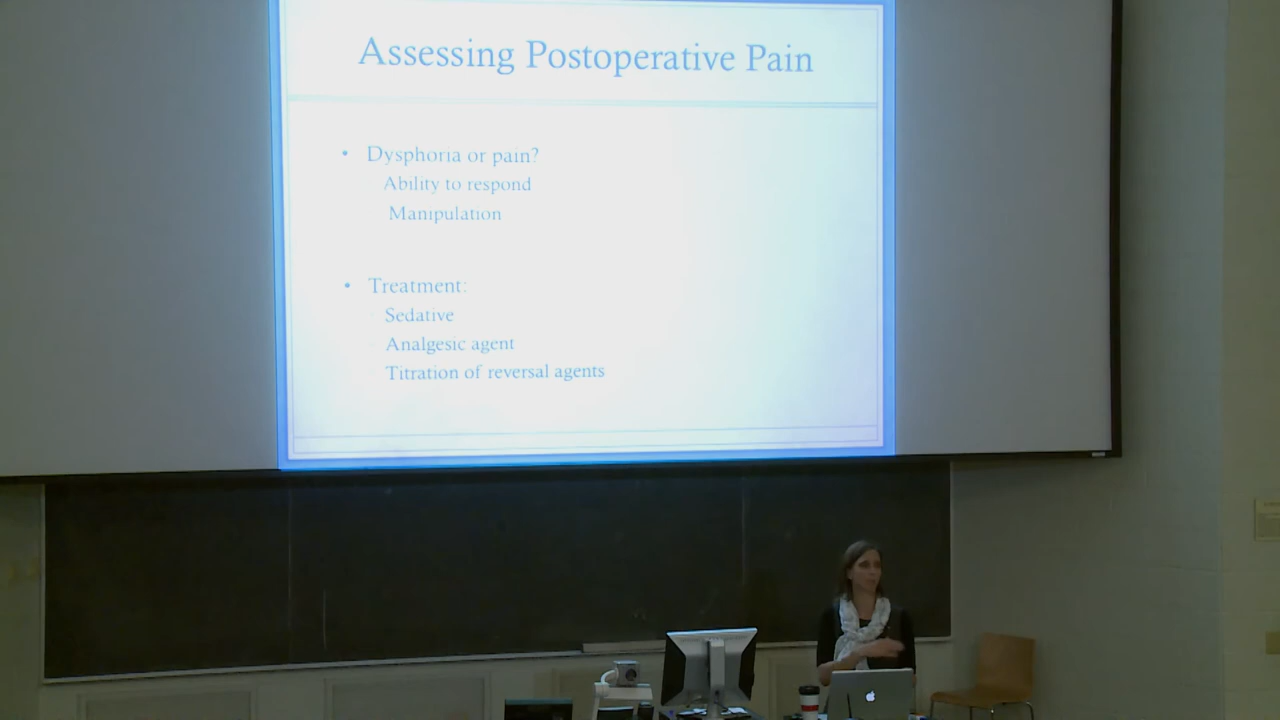 Assessing Postoperative Pain
• Dysphoria or pain?
Ability to respond
Manipulation
• Treatment:
Sedative
Analgesic agent
Titration of reversal agents